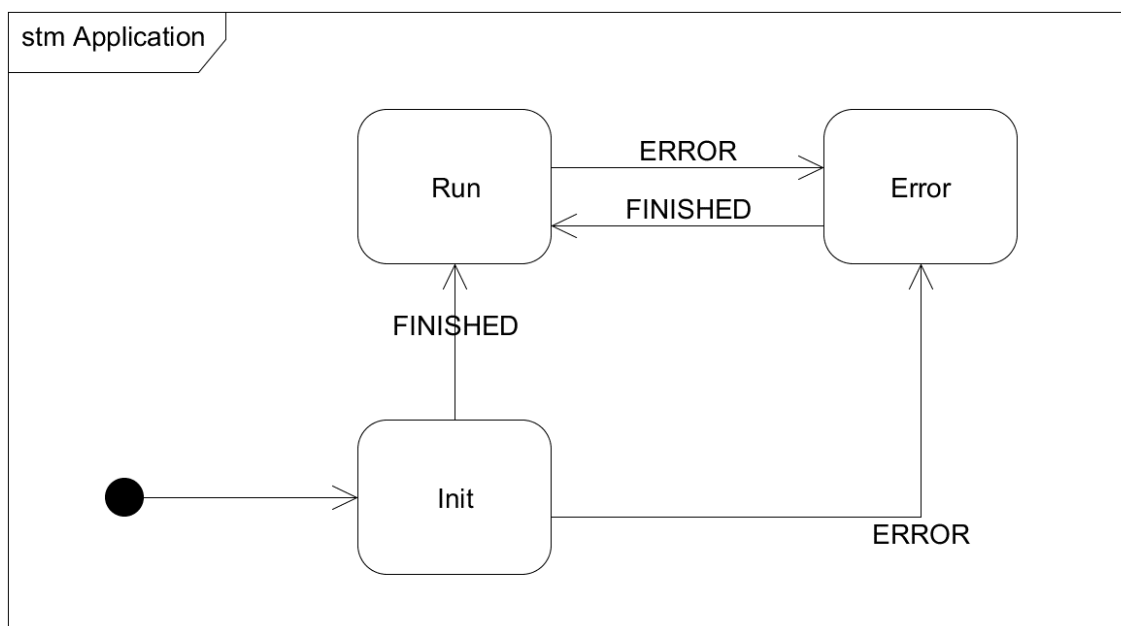 stm Application
ERROR
Run
Error
FINISHED
FINISHED
Init
ERROR